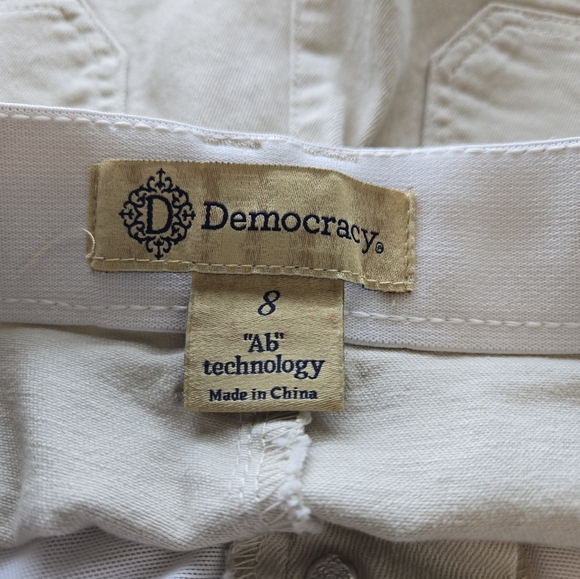 D Democracy®
8
"Ab"
technology
Made in China